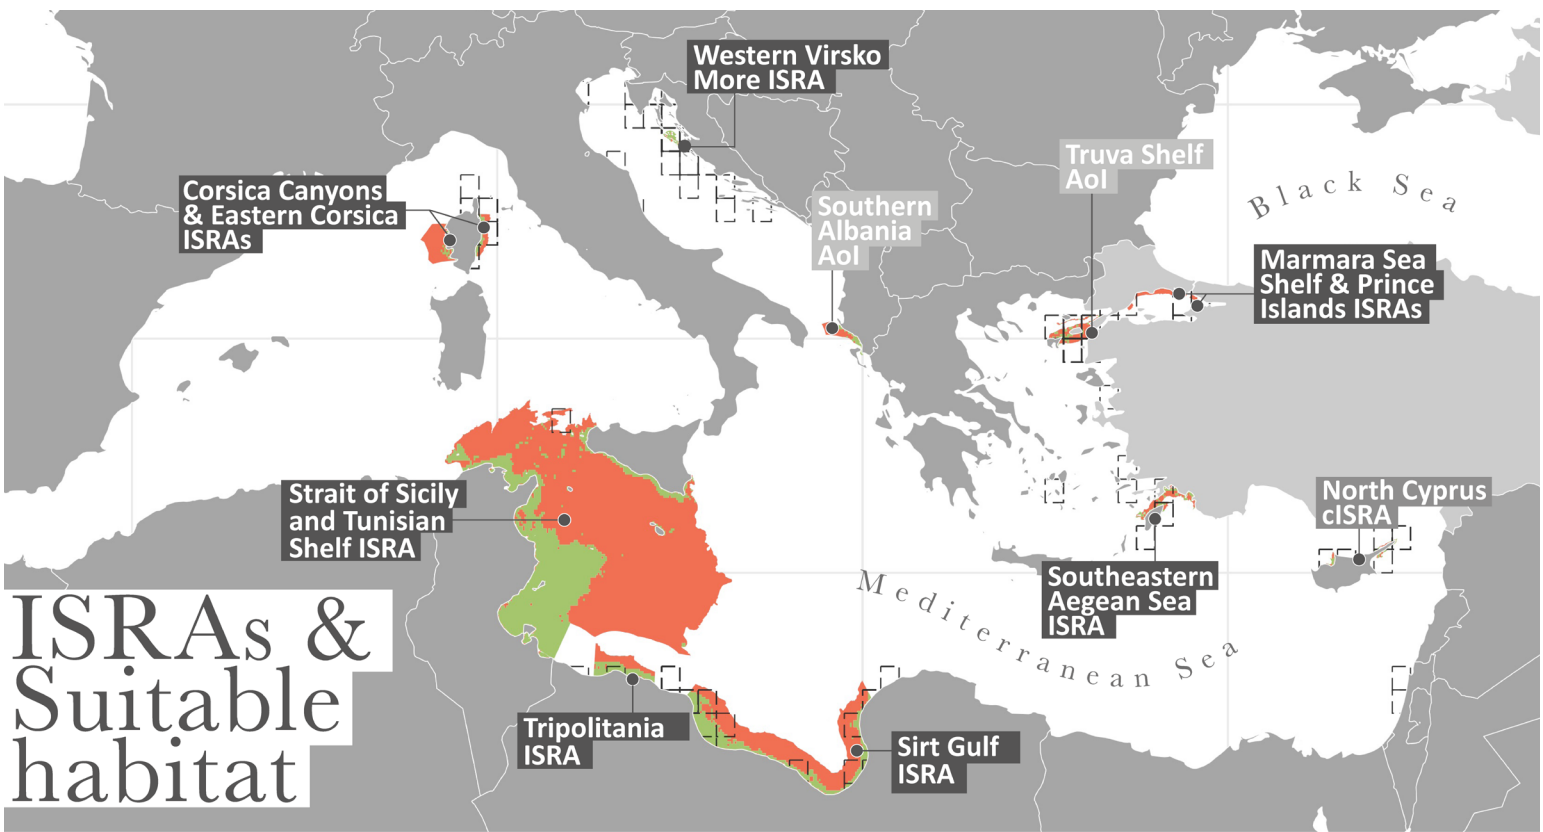 Western Virsko
More ISRA
Truva Shelf
AoI
Black Sea
Corsica Canyons
& Eastern Corsica
ISRAs
Southern
Albania
AoI
Marmara Sea
Shelf & Prince
Islands ISRAs
Strait of Sicily
and Tunisian
Shelf ISRA
North Cyprus
cISRA
Southeastern
Aegean Sea
ISRA
Mediterranean Sea
ISRAs &
Suitable
habitat
Tripolitania
ISRA
Sirt Gulf
ISRA